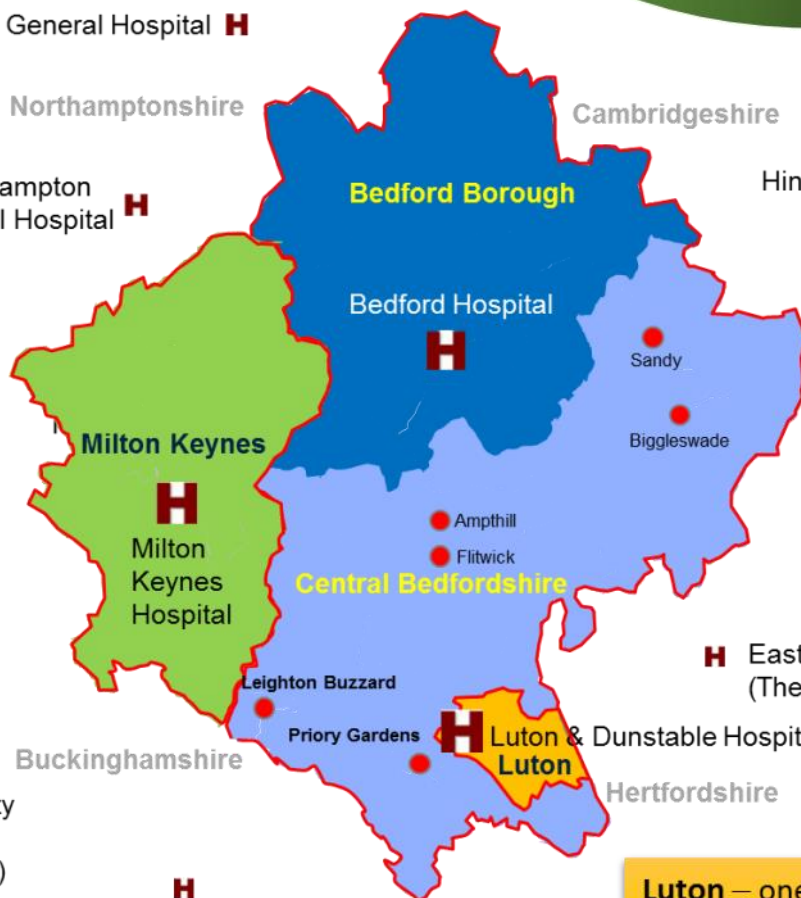 General Hospital H
Northamptonshire
Cambridgeshire
ampton
l Hospital H
Hin
Bedford Borough
Bedford Hospital
H
Sandy
Biggleswade
Milton Keynes
H
Milton
Keynes
Hospital
Ampthill
Flitwick
Central Bedfordshire
H East
(The
Leighton Buzzard
Priory Gardens
H
Luton & Dunstable Hospit
Luton
Buckinghamshire
Hertfordshire
ty
)
H
Luton – one